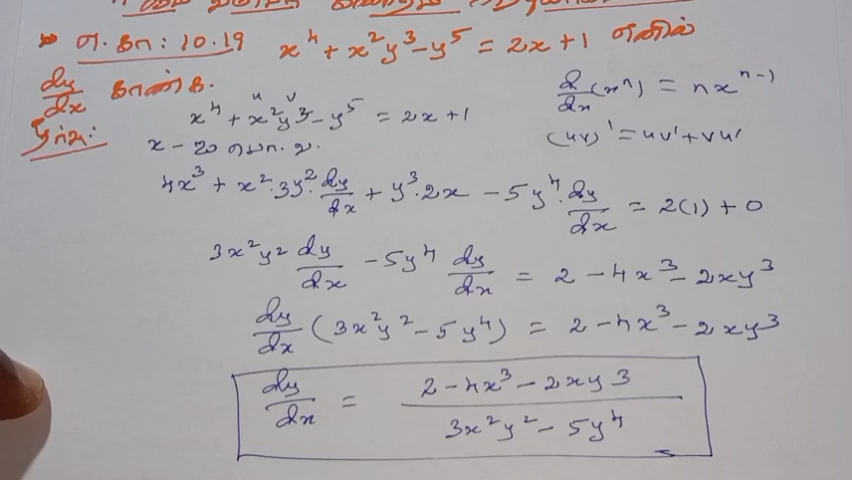 எ.கா : 10.19 x⁴ + x²y³ - y⁵ = 2x + 1 எனில்
dy/dx காண்க.
d/dx (xⁿ) = nxⁿ⁻¹
தீர்வு:
u v
x⁴ + x²y³ - y⁵ = 2x + 1
(uv)' = uv' + vu'
x - ஐ பொ. வ.
4x³ + x². 3y². dy/dx + y³. 2x - 5y⁴. dy/dx = 2(1) + 0
3x²y² dy/dx - 5y⁴ dy/dx = 2 - 4x³ - 2xy³
dy/dx (3x²y² - 5y⁴) = 2 - 4x³ - 2xy³
dy/dx = (2 - 4x³ - 2xy³)/(3x²y² - 5y⁴)